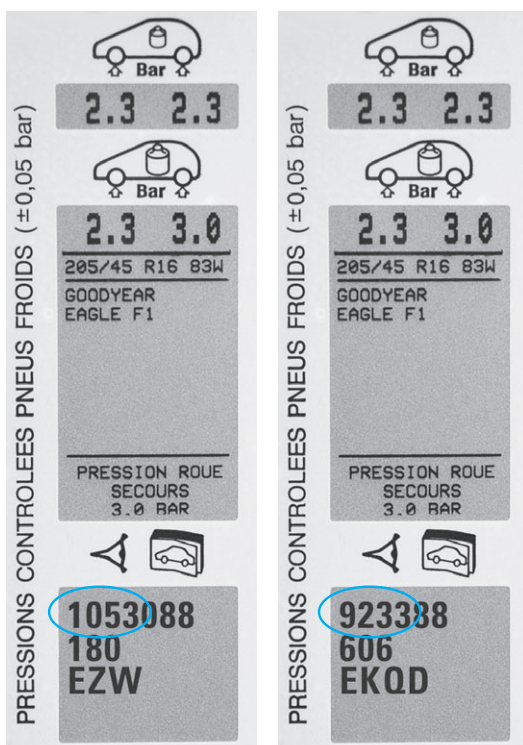 PRESSIONS CONTROLEES PNEUS FROIDS (±0,05 bar)
Bar
2.3 2.3
Bar
2.3 3.0
205/45 R16 83W
GOODYEAR
EAGLE F1
PRESSION ROUE
SECOURS
3.0 BAR
1053088
180
EZW
PRESSIONS CONTROLEES PNEUS FROIDS (±0,05 bar)
Bar
2.3 2.3
Bar
2.3 3.0
205/45 R16 83W
GOODYEAR
EAGLE F1
PRESSION ROUE
SECOURS
3.0 BAR
923388
606
EKQD